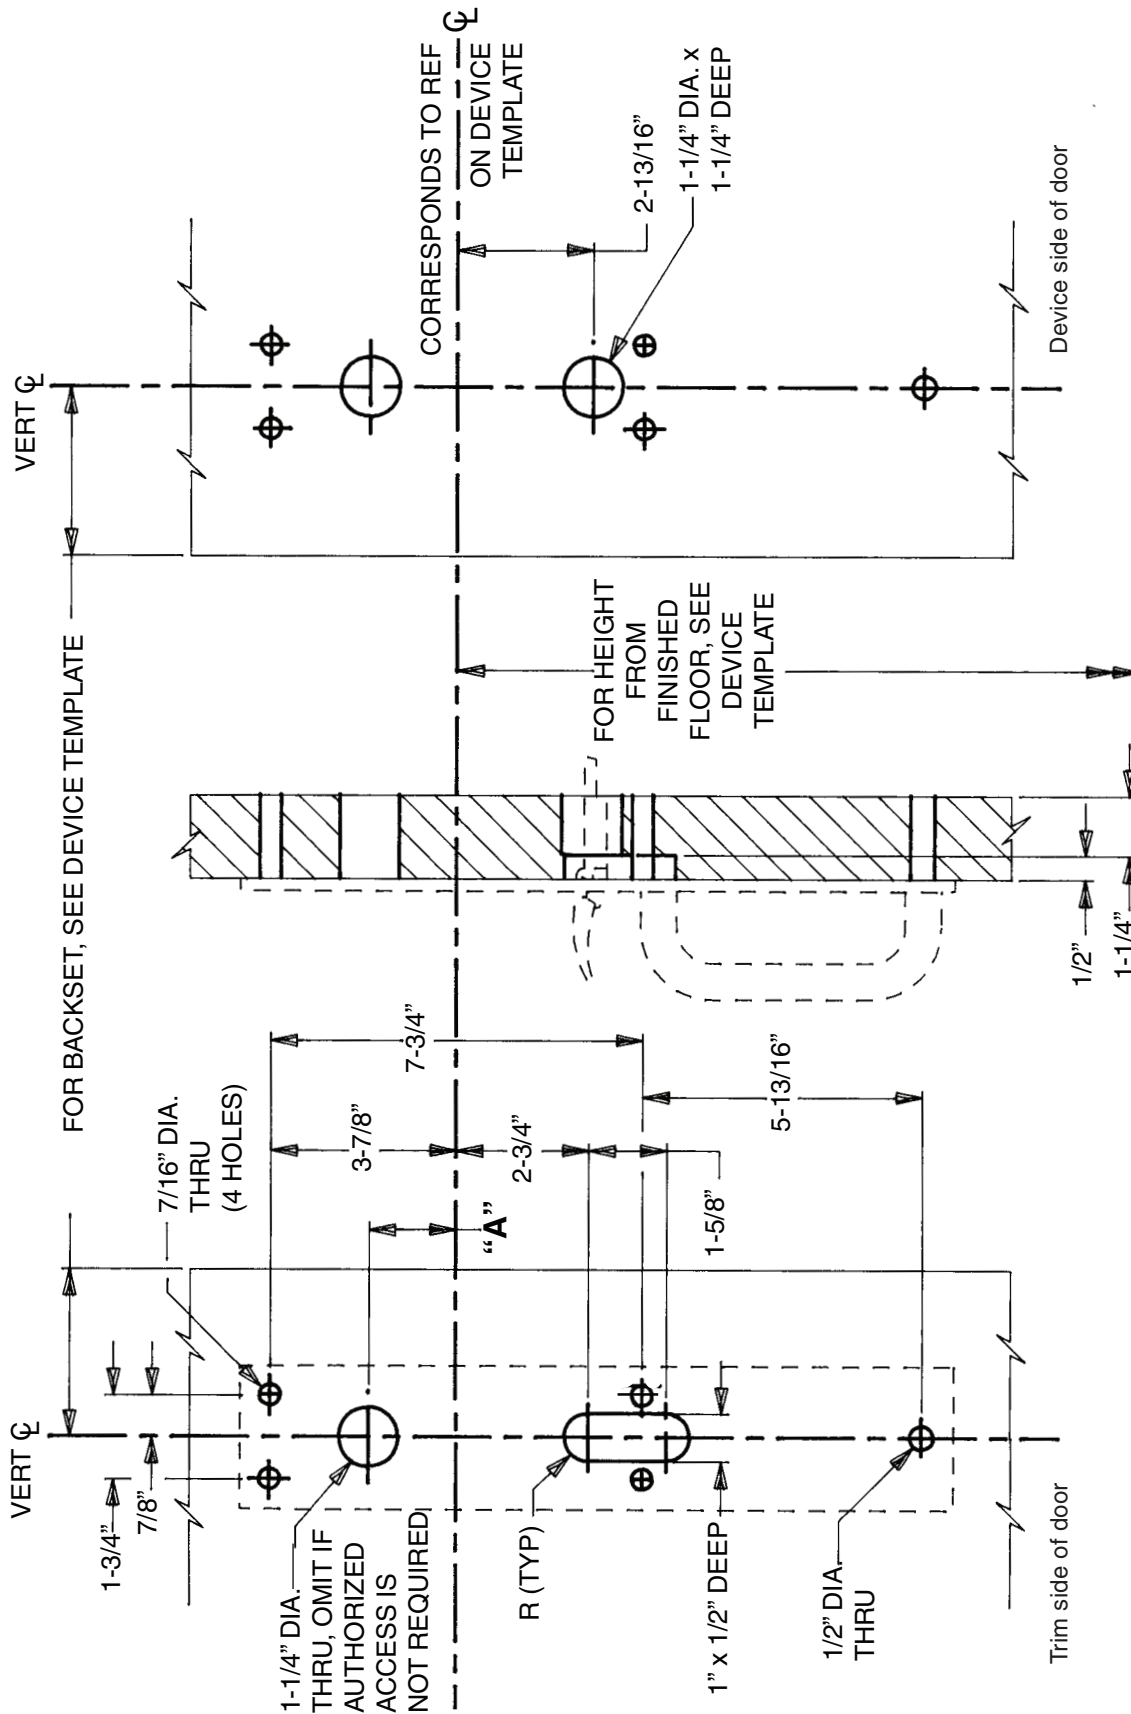 VERT CL
FOR BACKSET, SEE DEVICE TEMPLATE
VERT CL
1-3/4”
7/8”
7/16” DIA.
THRU
(4 HOLES)
1-1/4” DIA.
THRU, OMIT IF
AUTHORIZED
ACCESS IS
NOT REQUIRED
3-7/8”
7-3/4”
“A”
2-3/4”
1-5/8”
5-13/16”
R (TYP)
1” x 1/2” DEEP
1/2” DIA.
THRU
Trim side of door
FOR HEIGHT
FROM
FINISHED
FLOOR, SEE
DEVICE
TEMPLATE
1/2”
1-1/4”
CORRESPONDS TO REF
ON DEVICE
TEMPLATE
CL
2-13/16”
1-1/4” DIA. x
1-1/4” DEEP
Device side of door